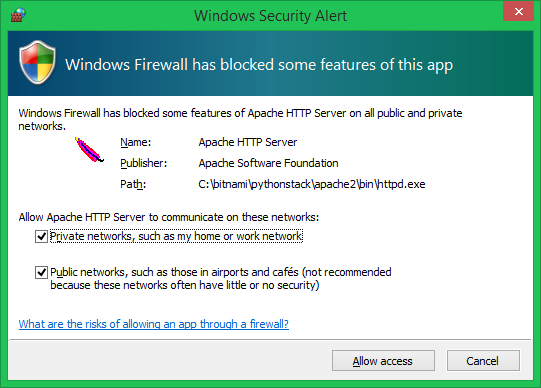 Windows Security Alert
Windows Firewall has blocked some features of this app
Windows Firewall has blocked some features of Apache HTTP Server on all public and private
networks.
Name: Apache HTTP Server
Publisher: Apache Software Foundation
Path: C:\bitnami\pythonstack\apache2\bin\httpd.exe
Allow Apache HTTP Server to communicate on these networks:
Private networks, such as my home or work network
Public networks, such as those in airports and cafés (not recommended
because these networks often have little or no security)
What are the risks of allowing an app through a firewall?
Allow access Cancel